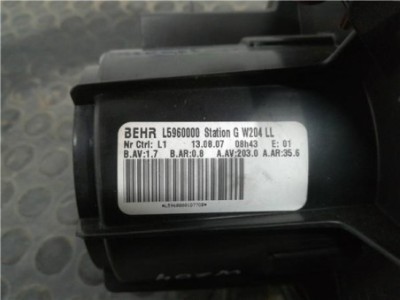 BEHR L5960000 Station G W204 LL
Nr Ctrl: L1 13.08.07 08h43 E: 01
B.AV:1.7 B.AR:0.8 A.AV:203.0 A.AR:35.6